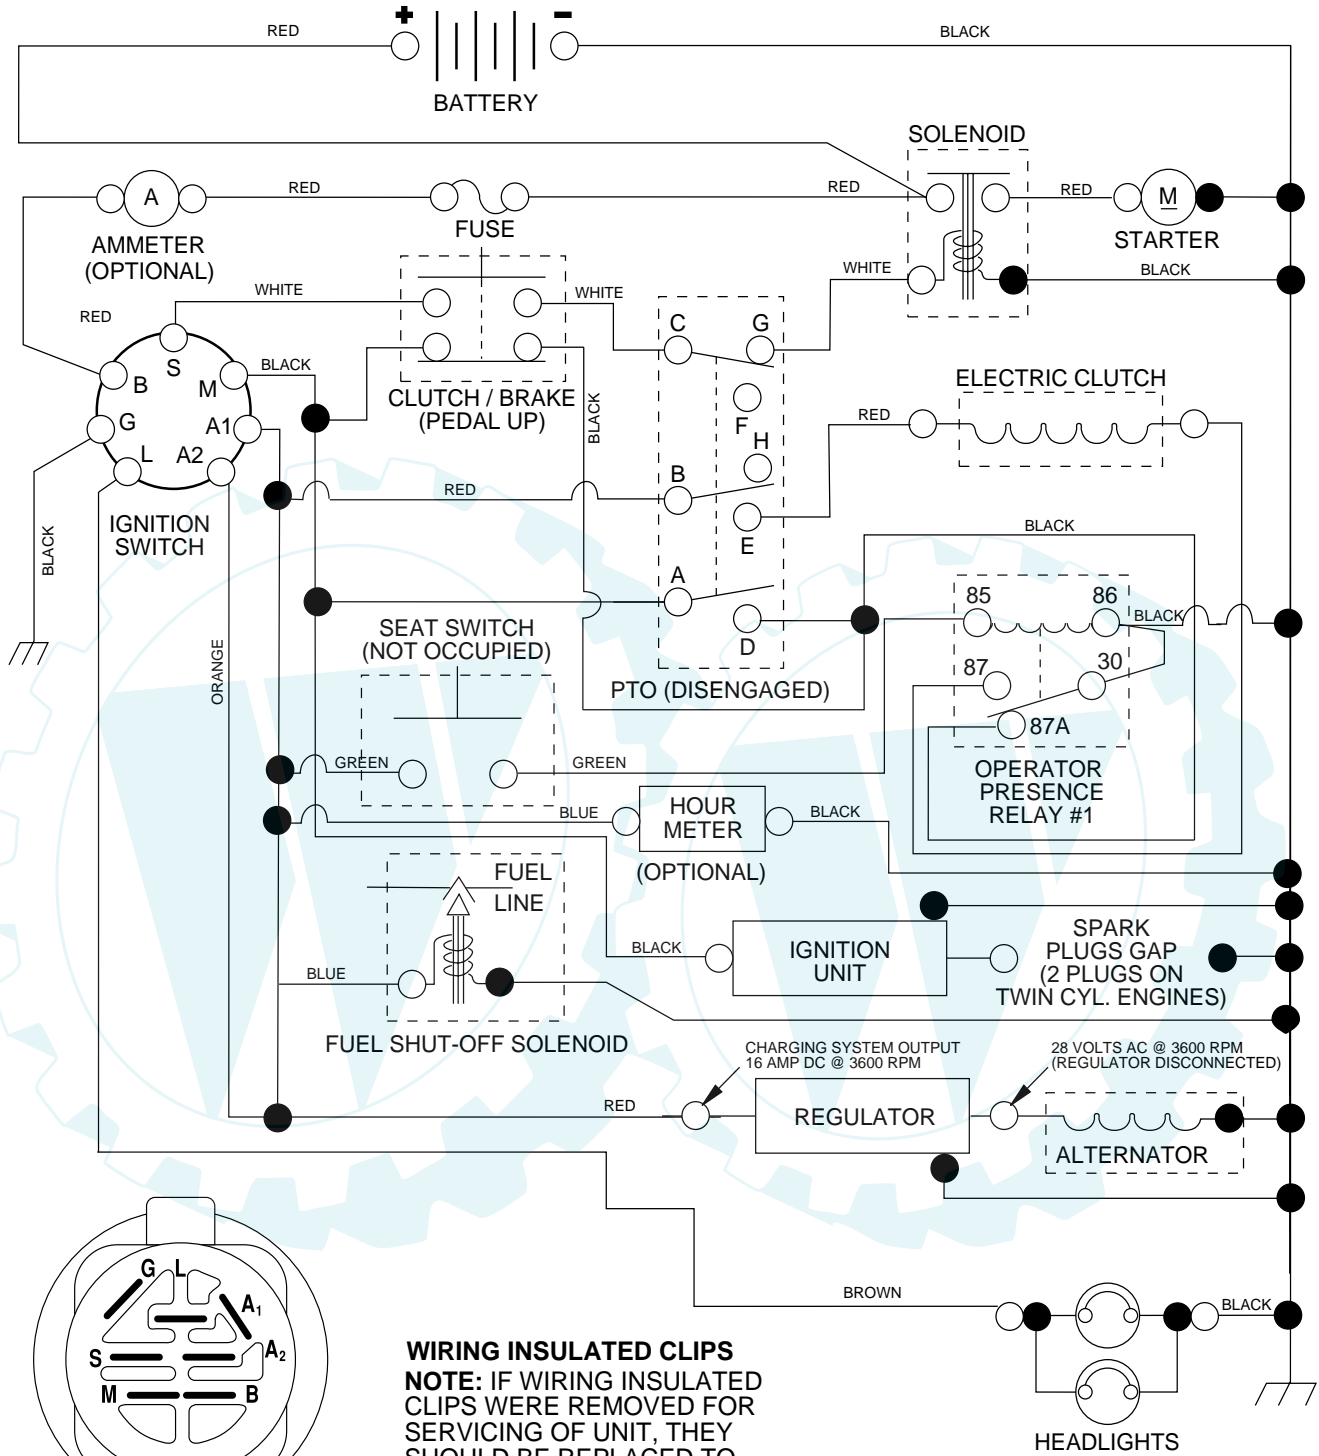 RED
+
-
BLACK
BATTERY
SOLENOID
A
RED
RED
RED
M
FUSE
STARTER
AMMETER
(OPTIONAL)
WHITE
BLACK
WHITE
WHITE
RED
S
B
M
BLACK
C
G
CLUTCH / BRAKE
(PEDAL UP)
BLACK
ELECTRIC CLUTCH
G
A1
L
A2
F
H
RED
B
RED
IGNITION
SWITCH
E
BLACK
BLACK
A
85
86
BLACK
SEAT SWITCH
(NOT OCCUPIED)
D
ORANGE
87
30
PTO (DISENGAGED)
87A
GREEN
GREEN
OPERATOR
PRESENCE
RELAY #1
BLUE
HOUR
METER
BLACK
(OPTIONAL)
FUEL
LINE
BLACK
IGNITION
UNIT
SPARK
PLUGS GAP
(2 PLUGS ON
TWIN CYL. ENGINES)
BLUE
FUEL SHUT-OFF SOLENOID
CHARGING SYSTEM OUTPUT
16 AMP DC @ 3600 RPM
28 VOLTS AC @ 3600 RPM
(REGULATOR DISCONNECTED)
RED
REGULATOR
ALTERNATOR
G
L
A1
S
A2
M
B
BROWN
BLACK
WIRING INSULATED CLIPS
NOTE: IF WIRING INSULATED
CLIPS WERE REMOVED FOR
SERVICING OF UNIT, THEY
SHOULD BE REPLACED TO
HEADLIGHTS